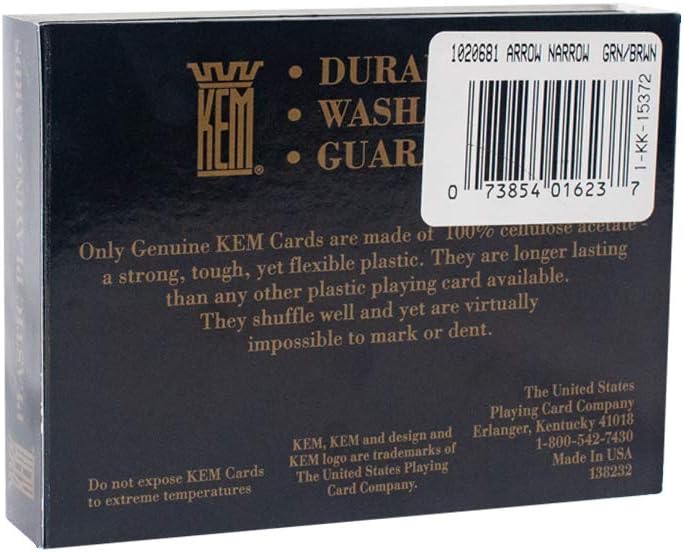 KEM®
• DURA
• WASHA
• GUARA
1020681 ARROW NARROW GRN/BRWN
1-KK-15372
0 73854 01623 7
Only Genuine KEM Cards are made of 100% cellulose acetate -
a strong, tough, yet flexible plastic. They are longer lasting
than any other plastic playing card available.
They shuffle well and yet are virtually
impossible to mark or dent.
Do not expose KEM Cards
to extreme temperatures
KEM, KEM and design and
KEM logo are trademarks of
The United States Playing
Card Company.
The United States
Playing Card Company
Erlanger, Kentucky 41018
1-800-542-7430
Made In USA
138232
PLASTIC PLAYING CARDS
KEM